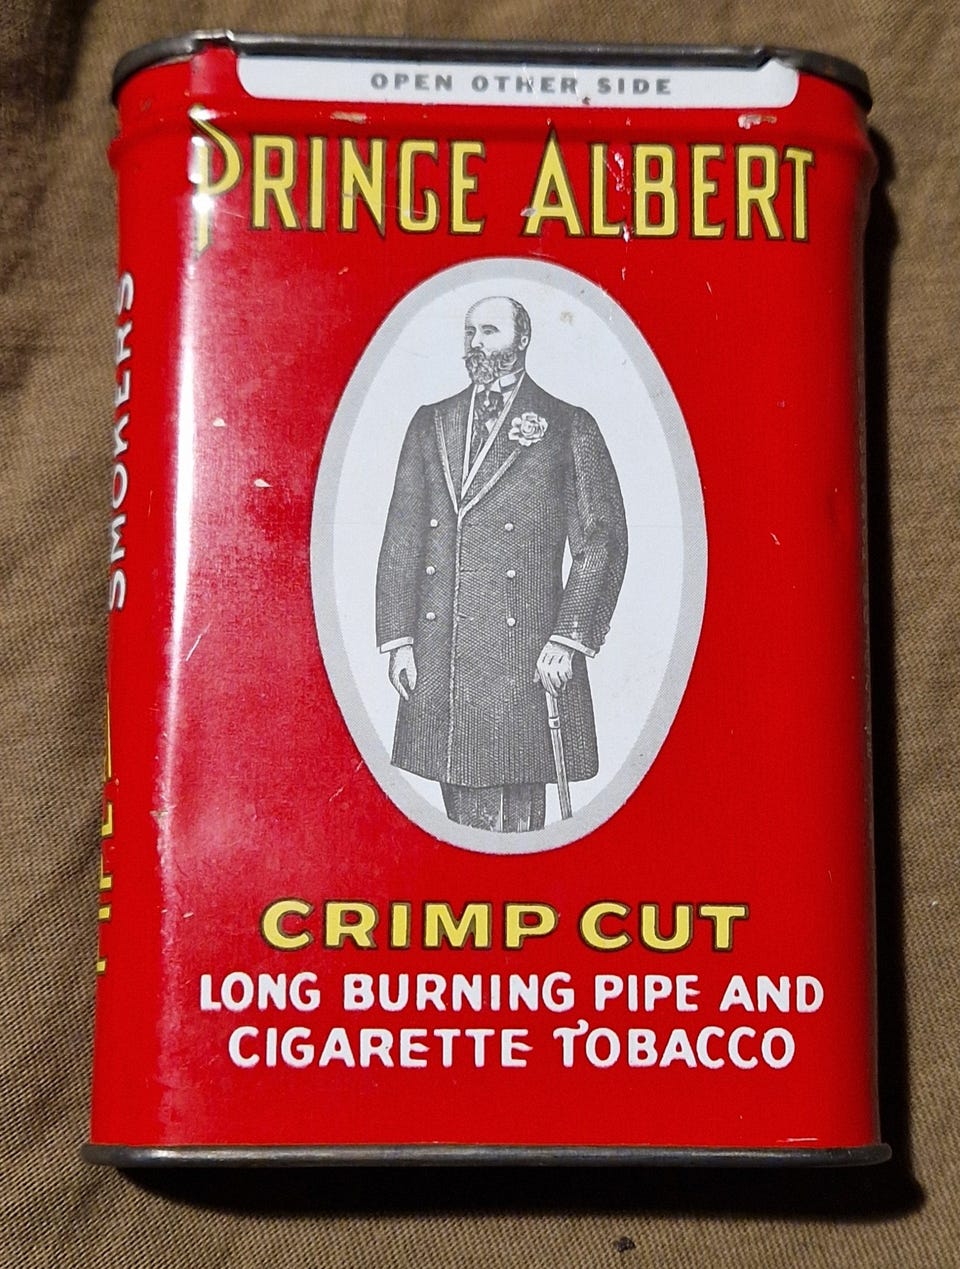 OPEN OTHER SIDE
PRINCE ALBERT
CRIMP CUT
LONG BURNING PIPE AND
CIGARETTE TOBACCO
SMOKERS